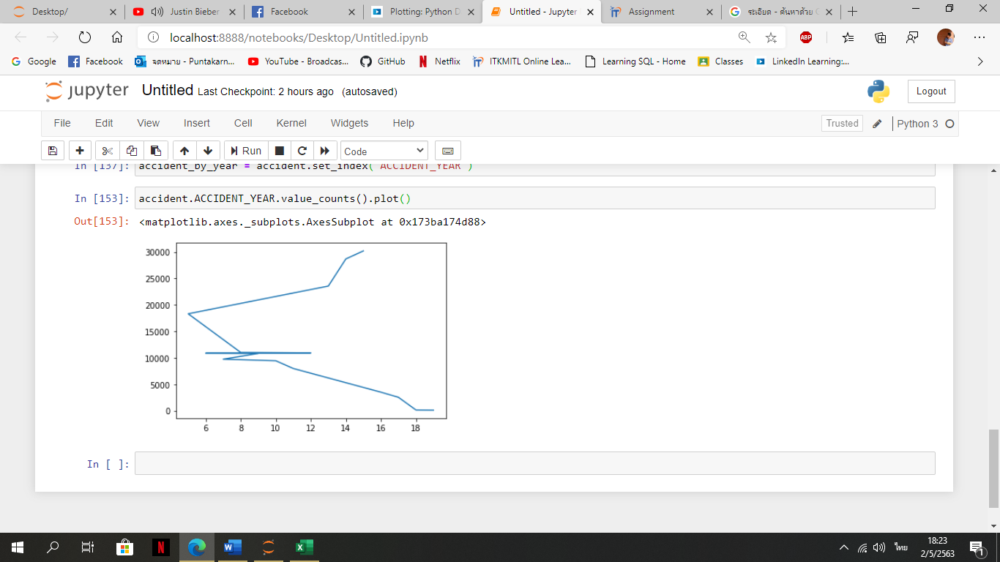 Desktop/
Justin Bieber
Facebook
Plotting: Python D
Untitled - Jupyter
Assignment
ระเอียด - ค้นหาด้วย G
localhost:8888/notebooks/Desktop/Untitled.ipynb
ABP
Google
Facebook
จดหมาย - Puntakarn...
YouTube - Broadcas...
GitHub
Netflix
ITKMITL Online Lea...
Learning SQL - Home
Classes
LinkedIn Learning:...
jupyter Untitled Last Checkpoint: 2 hours ago (autosaved)
Logout
File Edit View Insert Cell Kernel Widgets Help
Trusted
Python 3
Run
Code
In [137]: accident_by_year = accident.set_index('ACCIDENT_YEAR')
In [153]: accident.ACCIDENT_YEAR.value_counts().plot()
Out[153]: <matplotlib.axes._subplots.AxesSubplot at 0x173ba174d88>
30000
25000
20000
15000
10000
5000
0
6 8 10 12 14 16 18
In [ ]:
ไทย
18:23
2/5/2563
1